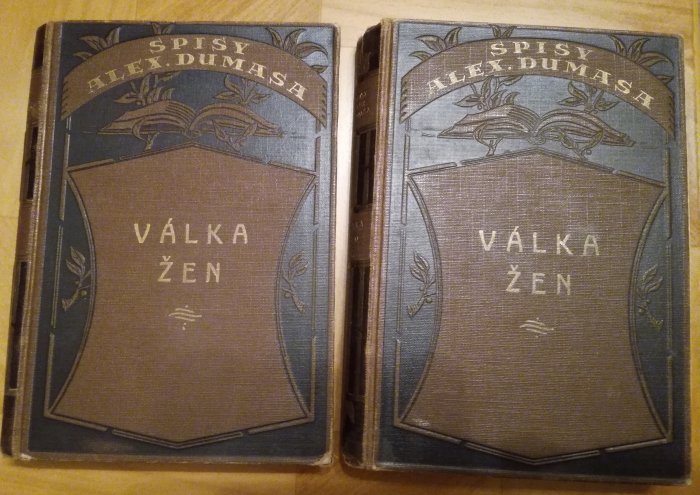 SPISY
ALEX. DUMASA
VÁLKA
ŽEN
SPISY
ALEX. DUMASA
VÁLKA
ŽEN